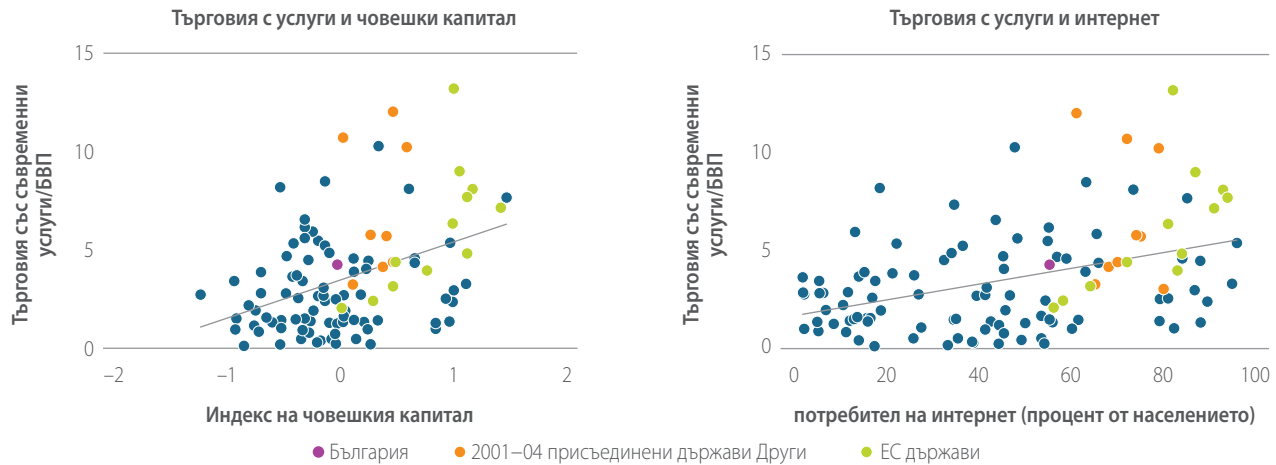 Търговия с услуги и човешки капитал
Търговия със съвременни
услуги/БВП
15
10
5
0
−2
−1
0
1
2
Индекс на човешкия капитал
Търговия с услуги и интернет
Търговия със съвременни
услуги/БВП
15
10
5
0
0
20
40
60
80
100
потребител на интернет (процент от населението)
България
2001–04 присъединени държави Други
ЕС държави